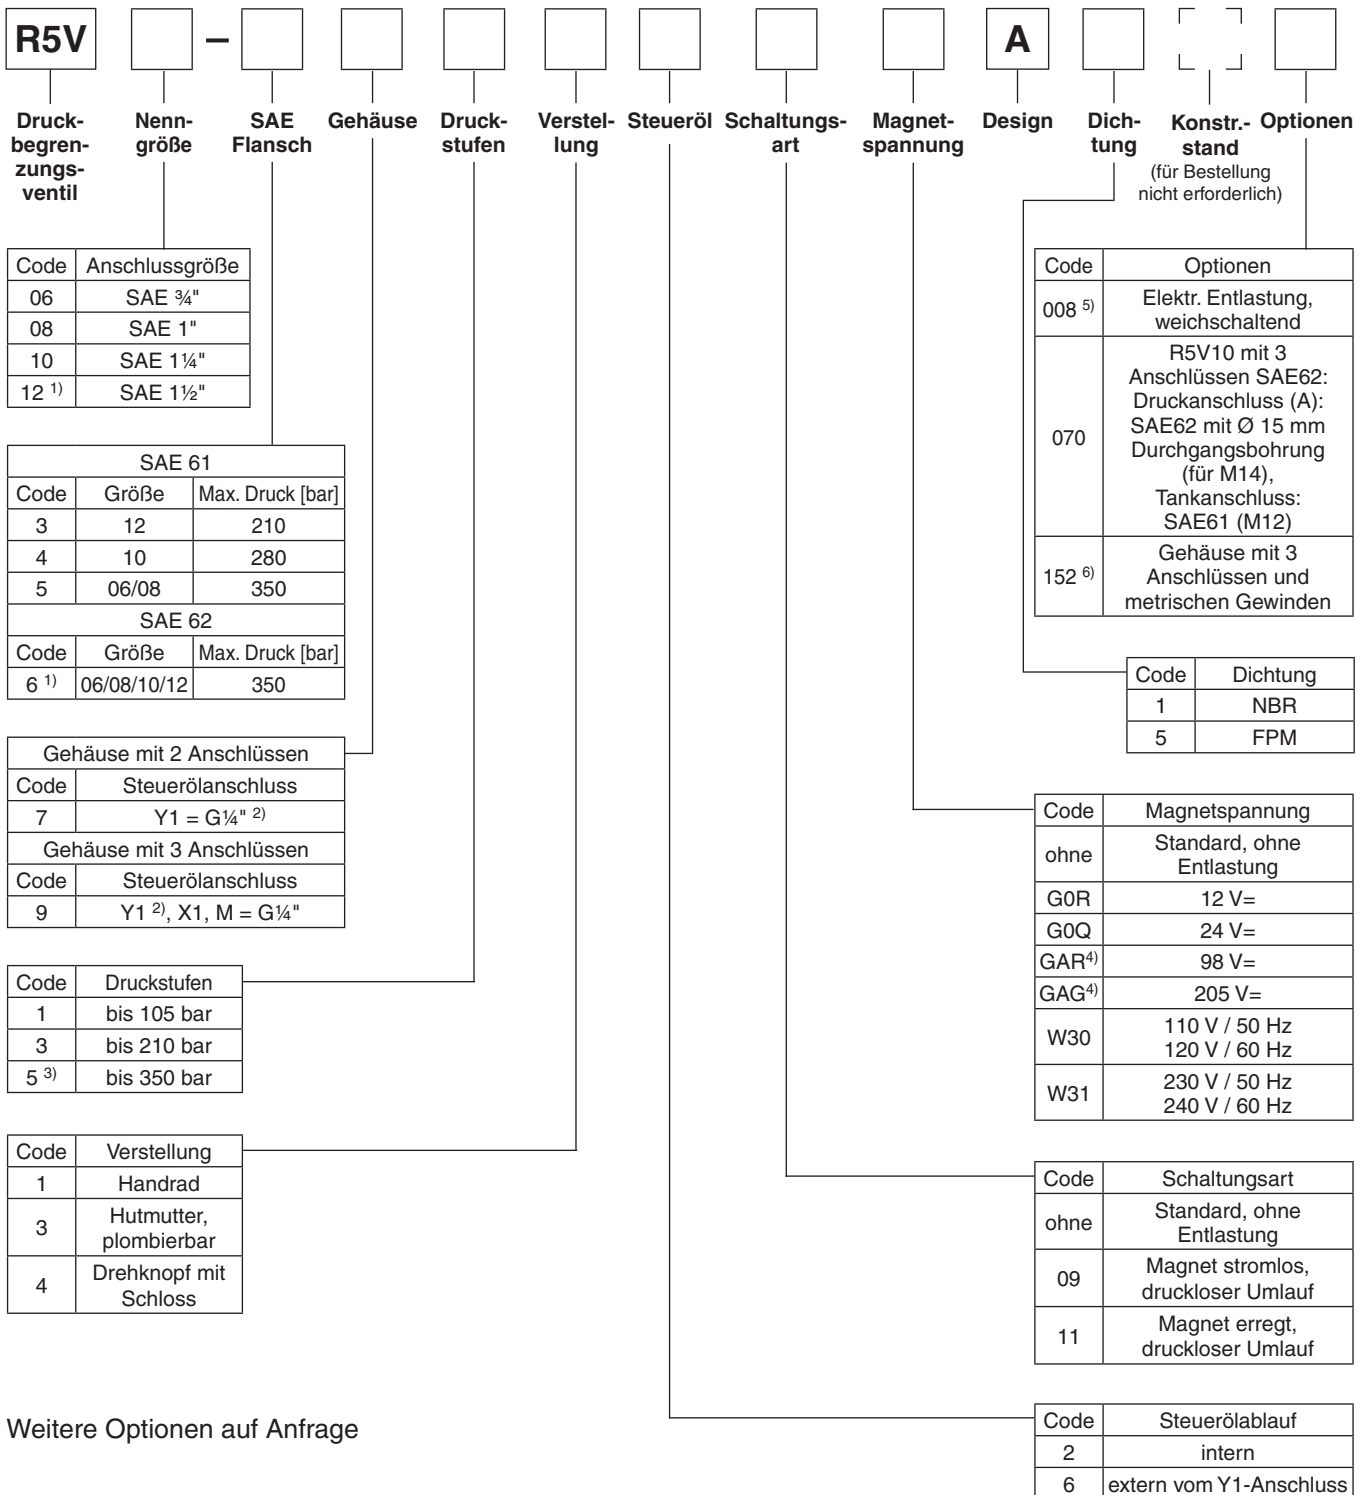 R5V – A
Druck-
begren-
zungs-
ventil
Nenn-
größe
SAE
Flansch
Gehäuse
Druck-
stufen
Verstel-
lung
Steueröl
Schaltungs-
art
Magnet-
spannung
Design
Dich-
tung
Konstr.-
stand
(für Bestellung
nicht erforderlich)
Optionen
Code Anschlussgröße
06 SAE ¾"
08 SAE 1"
10 SAE 1¼"
12 1) SAE 1½"
SAE 61
Code Größe Max. Druck [bar]
3 12 210
4 10 280
5 06/08 350
SAE 62
Code Größe Max. Druck [bar]
6 1) 06/08/10/12 350
Gehäuse mit 2 Anschlüssen
Code Steuerölanschluss
7 Y1 = G¼" 2)
Gehäuse mit 3 Anschlüssen
Code Steuerölanschluss
9 Y1 2), X1, M = G¼"
Code Druckstufen
1 bis 105 bar
3 bis 210 bar
5 3) bis 350 bar
Code Verstellung
1 Handrad
3 Hutmutter,
plombierbar
4 Drehknopf mit
Schloss
Weitere Optionen auf Anfrage
Code Optionen
008 5) Elektr. Entlastung,
weichschaltend
070 R5V10 mit 3
Anschlüssen SAE62:
Druckanschluss (A):
SAE62 mit Ø 15 mm
Durchgangsbohrung
(für M14),
Tankanschluss:
SAE61 (M12)
152 6) Gehäuse mit 3
Anschlüssen und
metrischen Gewinden
Code Dichtung
1 NBR
5 FPM
Code Magnetspannung
ohne Standard, ohne
Entlastung
G0R 12 V=
G0Q 24 V=
GAR4) 98 V=
GAG4) 205 V=
W30 110 V / 50 Hz
120 V / 60 Hz
W31 230 V / 50 Hz
240 V / 60 Hz
Code Schaltungsart
ohne Standard, ohne
Entlastung
09 Magnet stromlos,
druckloser Umlauf
11 Magnet erregt,
druckloser Umlauf
Code Steuerölablauf
2 intern
6 extern vom Y1-Anschluss